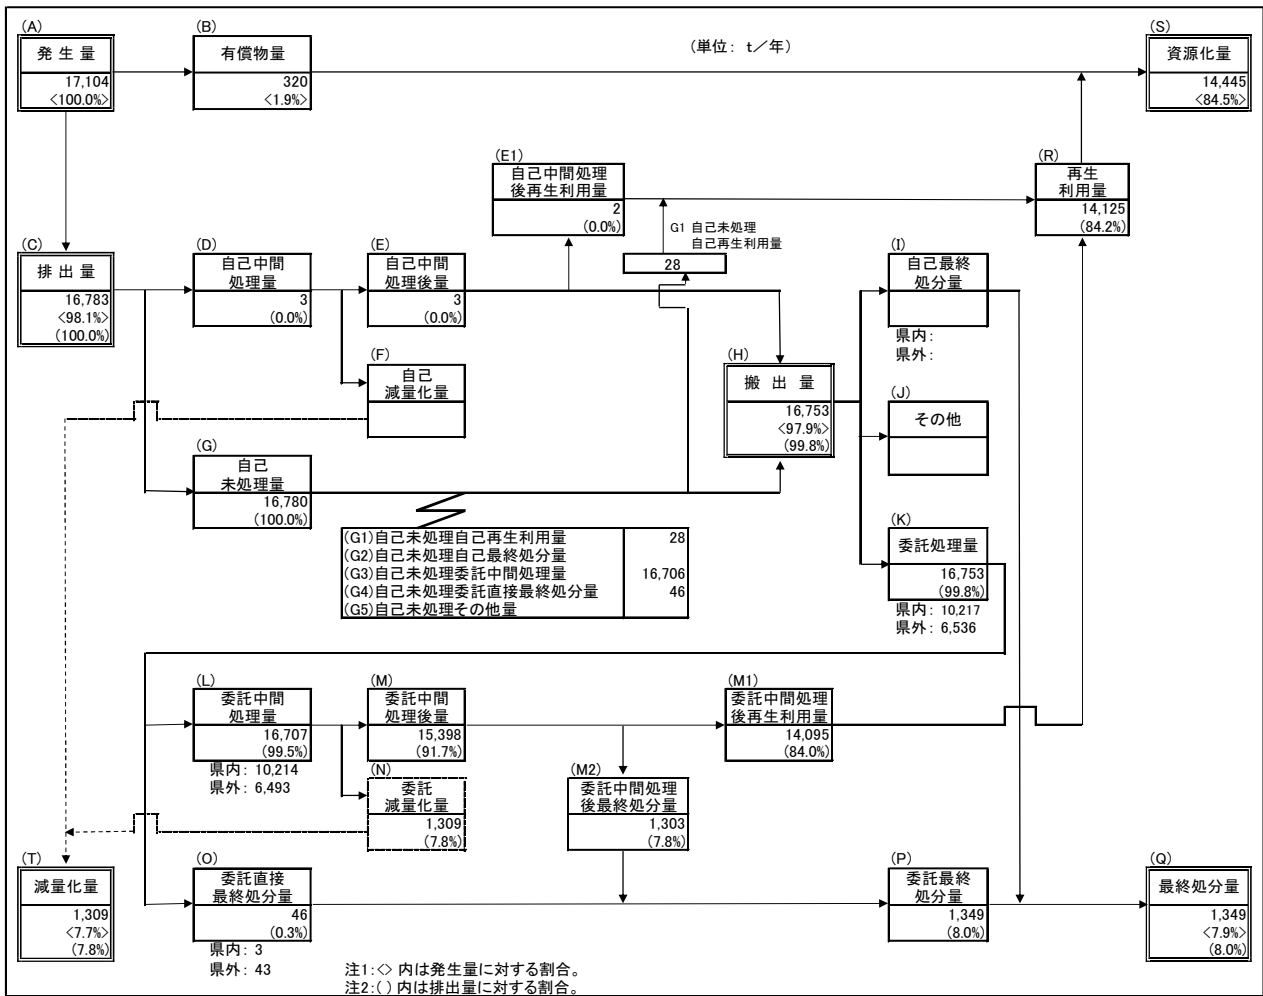 (A)
発 生 量
17,104
<100.0%>
(B)
有償物量
320
<1.9%>
(単位： t／年)
(S)
資源化量
14,445
<84.5%>
(E1)
自己中間処理
後再生利用量
2
(0.0%)
(R)
再生
利用量
14,125
(84.2%)
G1 自己未処理
自己再生利用量
28
(C)
排 出 量
16,783
<98.1%>
(100.0%)
(D)
自己中間
処理量
3
(0.0%)
(E)
自己中間
処理後量
3
(0.0%)
(I)
自己最終
処分量
県内：
県外：
(F)
自己
減量化量
(H)
搬 出 量
16,753
<97.9%>
(99.8%)
(J)
その他
(G)
自己
未処理量
16,780
(100.0%)
(G1)自己未処理自己再生利用量 28
(G2)自己未処理自己最終処分量
(G3)自己未処理委託中間処理量 16,706
(G4)自己未処理委託直接最終処分量 46
(G5)自己未処理その他量
(K)
委託処理量
16,753
(99.8%)
県内： 10,217
県外： 6,536
(L)
委託中間
処理量
16,707
(99.5%)
県内： 10,214
県外： 6,493
(M)
委託中間
処理後量
15,398
(91.7%)
(M1)
委託中間処理
後再生利用量
14,095
(84.0%)
(N)
委託
減量化量
1,309
(7.8%)
(M2)
委託中間処理
後最終処分量
1,303
(7.8%)
(T)
減量化量
1,309
<7.7%>
(7.8%)
(O)
委託直接
最終処分量
46
(0.3%)
県内： 3
県外： 43
(P)
委託最終
処分量
1,349
(8.0%)
(Q)
最終処分量
1,349
<7.9%>
(8.0%)
注1：<> 内は発生量に対する割合。
注2：( ) 内は排出量に対する割合。